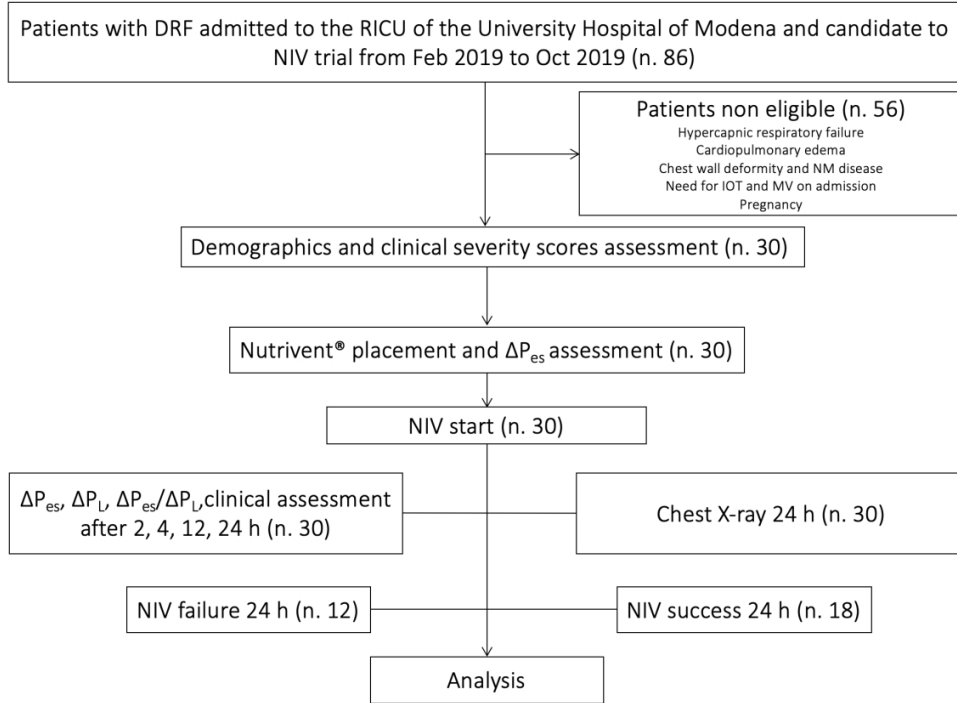 Patients with DRF admitted to the RICU of the University Hospital of Modena and candidate to
NIV trial from Feb 2019 to Oct 2019 (n. 86)
Patients non eligible (n. 56)
Hypercapnic respiratory failure
Cardiopulmonary edema
Chest wall deformity and NM disease
Need for IOT and MV on admission
Pregnancy
Demographics and clinical severity scores assessment (n. 30)
Nutrivent® placement and ΔPes assessment (n. 30)
NIV start (n. 30)
ΔPes, ΔPL, ΔPes/ΔPL,clinical assessment
after 2, 4, 12, 24 h (n. 30)
Chest X-ray 24 h (n. 30)
NIV failure 24 h (n. 12)
NIV success 24 h (n. 18)
Analysis